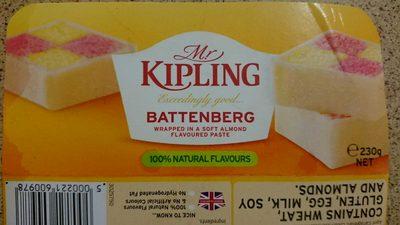 Mr
KIPLING
Exceedingly good...
BATTENBERG
WRAPPED IN A SOFT ALMOND
FLAVOURED PASTE
100% NATURAL FLAVOURS
℮230g
NET
CONTAINS WHEAT,
GLUTEN, EGG, MILK, SOY
AND ALMONDS.
Ingredients
NICE TO KNOW...
100% Natural Flavours
& No Artificial Colours
No Hydrogenated Fat
5 000221 600978